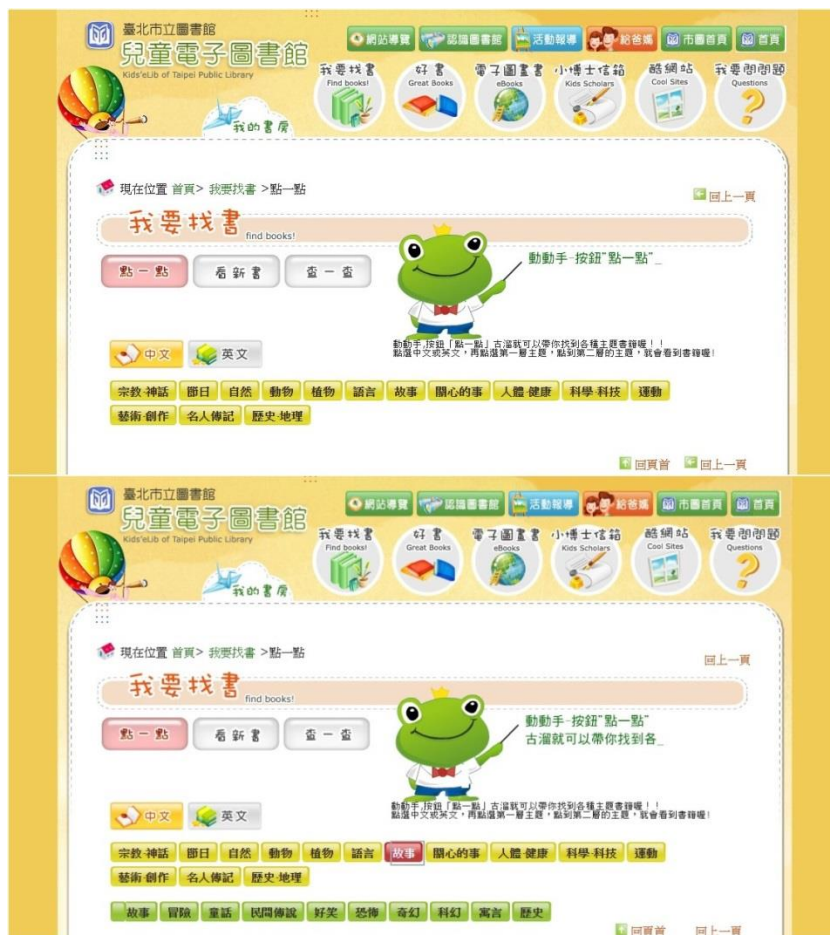 臺北市立圖書館
兒童電子圖書館
Kids'eLib of Taipei Public Library
網站導覽 認識圖書館 活動報導 給爸媽 市圖首頁 首頁
我要找書 好書 電子圖畫書 小博士信箱 酷網站 我要問問題
Find books! Great Books eBooks Kids Scholars Cool Sites Questions
我的書房
現在位置 首頁> 我要找書 >點一點
回上一頁
我要找書 find books!
動動手-按鈕"點一點"_
點一點 看新書 查一查
動動手,按鈕「點一點」古溜就可以帶你找到各種主題書籍喔！！
點選中文或英文，再點選第一層主題，點到第二層的主題，就會看到書籍喔!
中文 英文
宗教‧神話 節日 自然 動物 植物 語言 故事 關心的事 人體‧健康 科學‧科技 運動
藝術‧創作 名人傳記 歷史‧地理
回頁首 回上一頁
臺北市立圖書館
兒童電子圖書館
Kids'eLib of Taipei Public Library
網站導覽 認識圖書館 活動報導 給爸媽 市圖首頁 首頁
我要找書 好書 電子圖畫書 小博士信箱 酷網站 我要問問題
Find books! Great Books eBooks Kids Scholars Cool Sites Questions
我的書房
現在位置 首頁> 我要找書 >點一點
回上一頁
我要找書 find books!
動動手-按鈕"點一點"
古溜就可以帶你找到各_
點一點 看新書 查一查
動動手,按鈕「點一點」古溜就可以帶你找到各種主題書籍喔！！
點選中文或英文，再點選第一層主題，點到第二層的主題，就會看到書籍喔!
中文 英文
宗教‧神話 節日 自然 動物 植物 語言 故事 關心的事 人體‧健康 科學‧科技 運動
藝術‧創作 名人傳記 歷史‧地理
故事 冒險 童話 民間傳說 好笑 恐怖 奇幻 科幻 寓言 歷史
回頁首 回上一頁